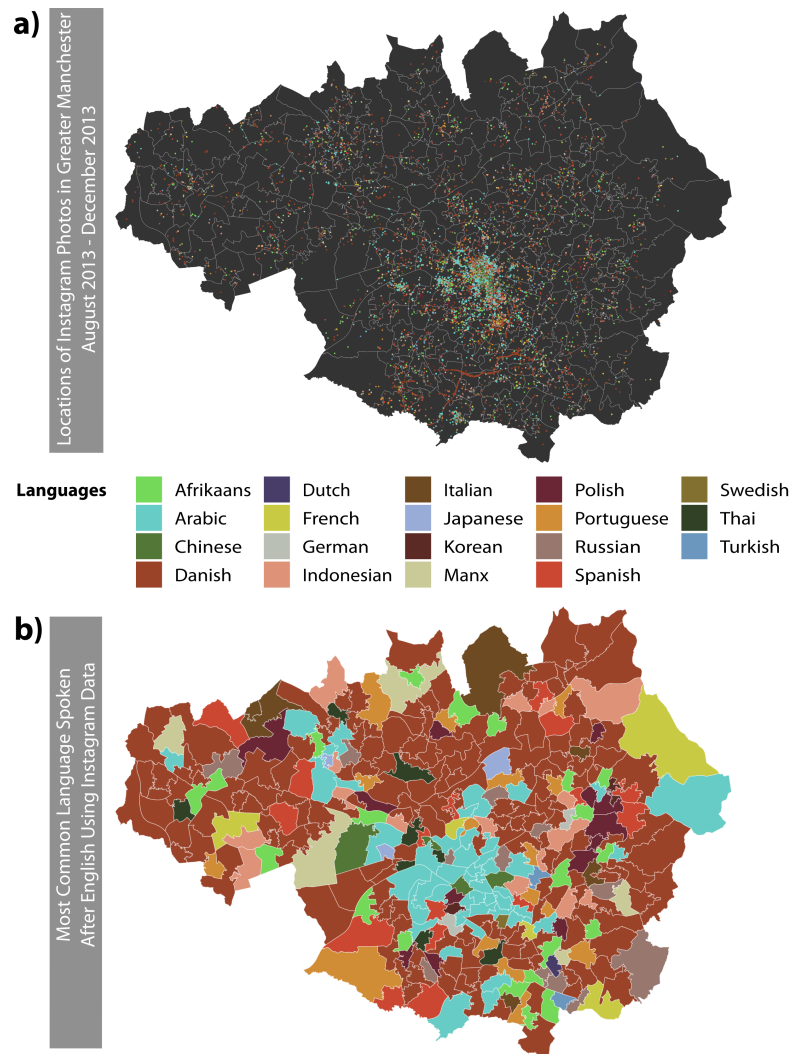 a)
Locations of Instagram Photos in Greater Manchester
August 2013 - December 2013
Languages
Afrikaans
Arabic
Chinese
Danish
Dutch
French
German
Indonesian
Italian
Japanese
Korean
Manx
Polish
Portuguese
Russian
Spanish
Swedish
Thai
Turkish
b)
Most Common Language Spoken
After English Using Instagram Data